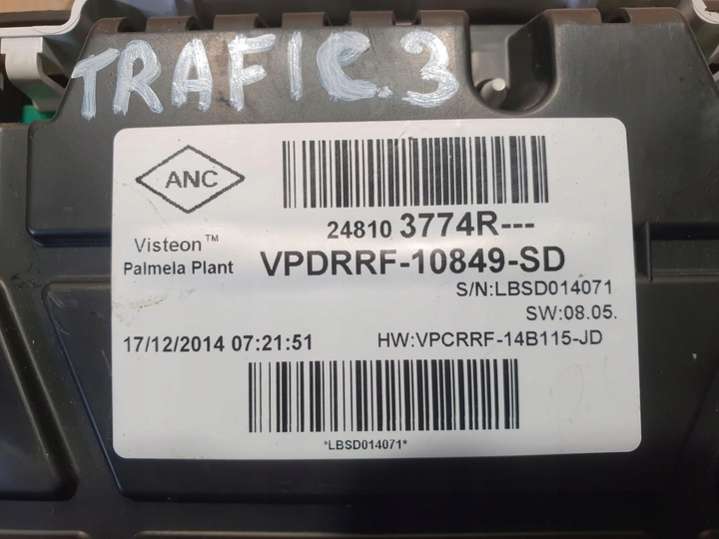 TRAFIC.3
ANC
24810 3774R---
Visteon™
Palmela Plant
VPDRRF-10849-SD
S/N:LBSD014071
SW:08.05.
17/12/2014 07:21:51
HW:VPCRRF-14B115-JD
*LBSD014071*